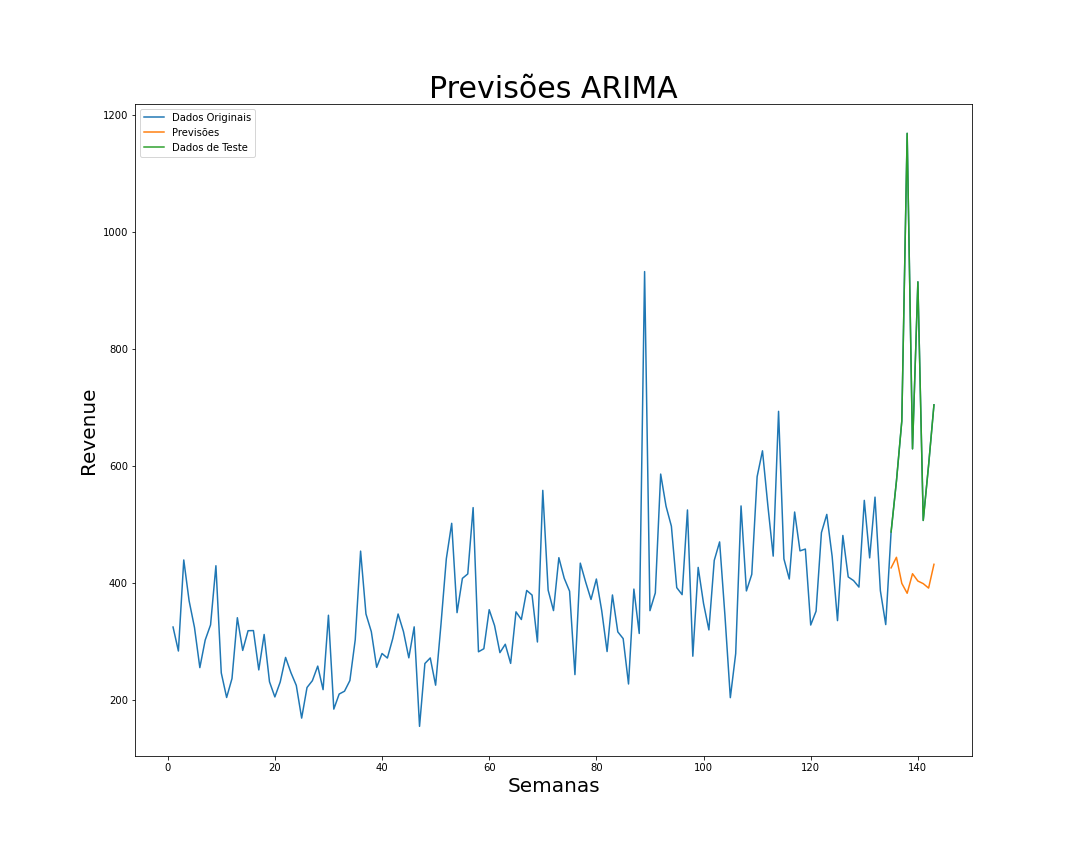 Previsões ARIMA
Dados Originais
Previsões
Dados de Teste
1200
1000
800
600
400
200
Revenue
0 20 40 60 80 100 120 140
Semanas